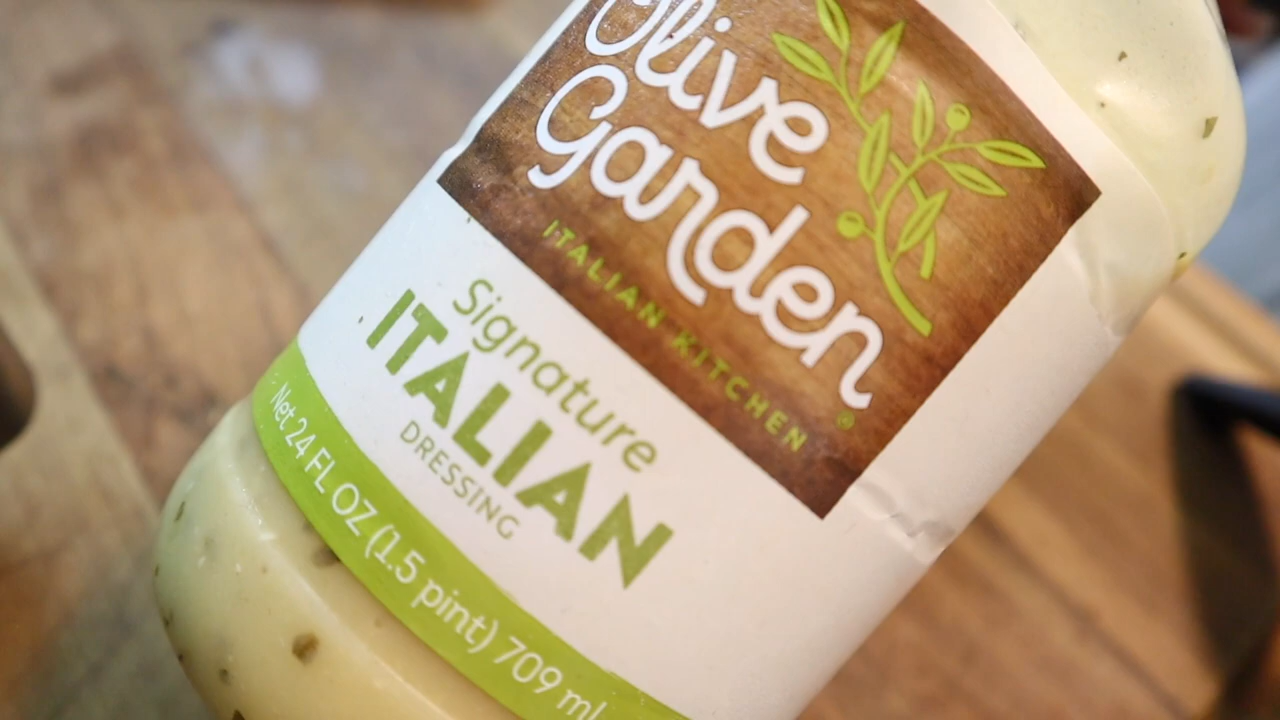 Olive
Garden
ITALIAN KITCHEN
®
Signature
ITALIAN
DRESSING
Net 24 FL OZ (1.5 pint) 709 ml